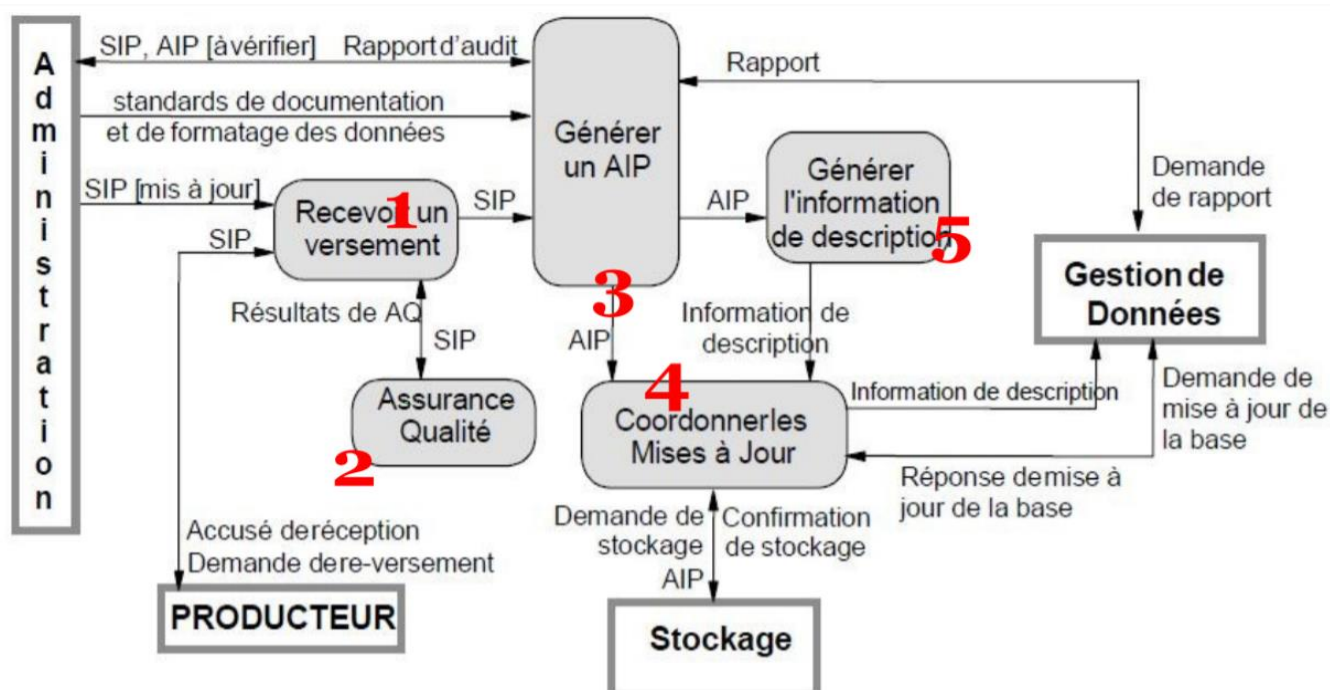 Administration
SIP, AIP [àvérifier] Rapport d'audit
standards de documentation
et de formatage des données
SIP [mis à jour]
SIP
Recevoir un
versement
1
SIP
Générer
un AIP
3
Rapport
AIP
Générer
l'information
de description
5
Demande
de rapport
Gestion de
Données
Résultats de AQ
SIP
Assurance
Qualité
2
AIP
Information de
description
4
Coordonnerles
Mises à Jour
Information de description
Demande de
mise à jour de
la base
Réponse demise à
jour de la base
Accusé deréception
Demande dere-versement
PRODUCTEUR
Demande de
stockage
AIP
Confirmation
de stockage
Stockage